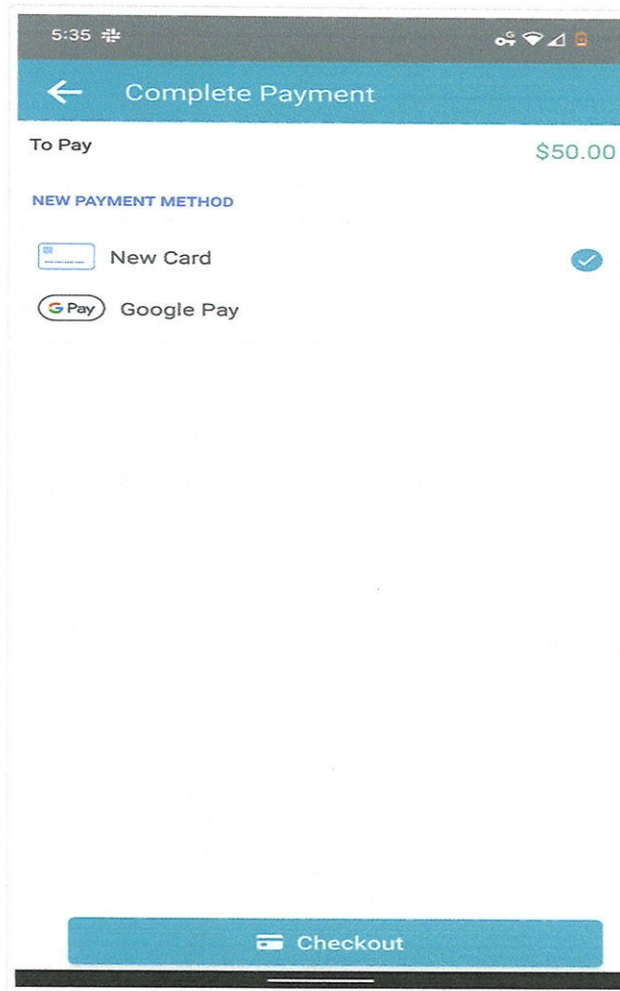 5:35
Complete Payment
To Pay
$50.00
NEW PAYMENT METHOD
New Card
G Pay Google Pay
Checkout